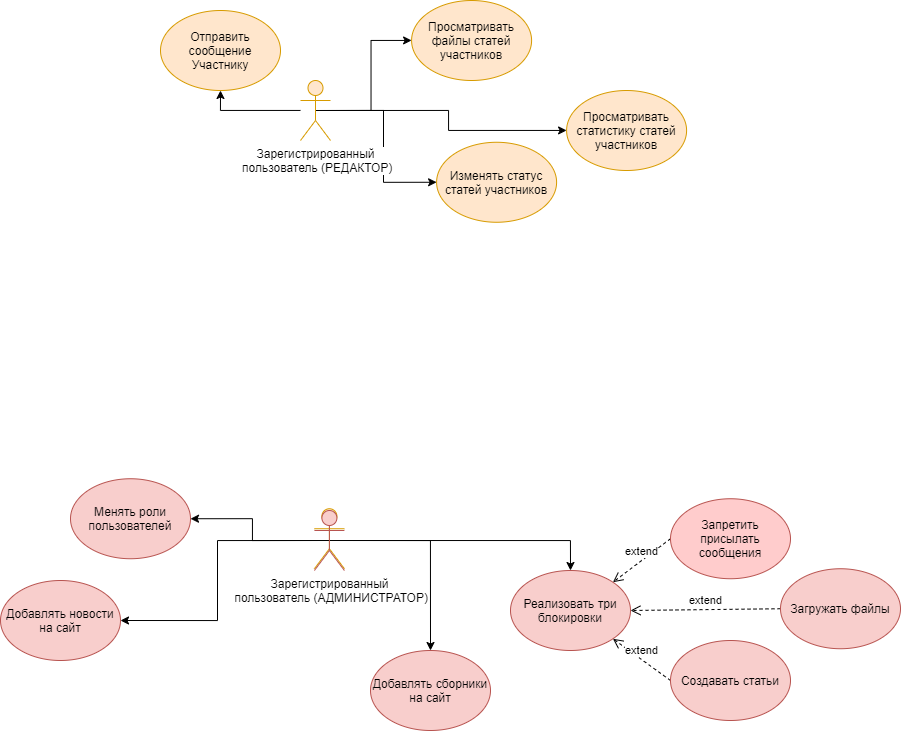 Отправить
сообщение
Участнику
Просматривать
файлы статей
участников
Просматривать
статистику статей
участников
Зарегистрированный
пользователь (РЕДАКТОР)
Изменять статус
статей участников
Менять роли
пользователей
Запретить
присылать
сообщения
extend
Зарегистрированный
пользователь (АДМИНИСТРАТОР)
Добавлять новости
на сайт
Реализовать три
блокировки
extend
Загружать файлы
extend
Добавлять сборники
на сайт
Создавать статьи